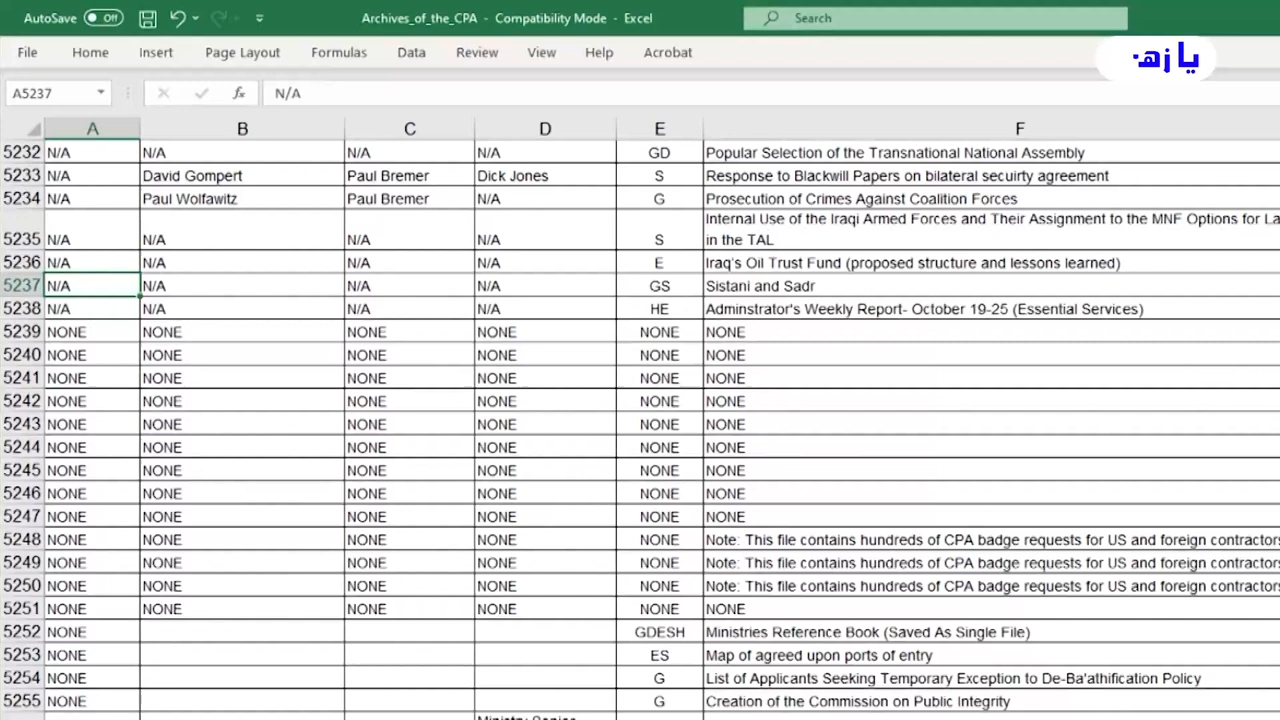 AutoSave Off Archives_of_the_CPA - Compatibility Mode - Excel Search
File Home Insert Page Layout Formulas Data Review View Help Acrobat
يا زهـ
A5237 fx N/A
A B C D E F
5232 N/A N/A N/A N/A GD Popular Selection of the Transnational National Assembly
5233 N/A David Gompert Paul Bremer Dick Jones S Response to Blackwill Papers on bilateral secuirty agreement
5234 N/A Paul Wolfawitz Paul Bremer N/A G Prosecution of Crimes Against Coalition Forces
Internal Use of the Iraqi Armed Forces and Their Assignment to the MNF Options for La
5235 N/A N/A N/A N/A S in the TAL
5236 N/A N/A N/A N/A E Iraq's Oil Trust Fund (proposed structure and lessons learned)
5237 N/A N/A N/A N/A GS Sistani and Sadr
5238 N/A N/A N/A N/A HE Adminstrator's Weekly Report- October 19-25 (Essential Services)
5239 NONE NONE NONE NONE NONE NONE
5240 NONE NONE NONE NONE NONE NONE
5241 NONE NONE NONE NONE NONE NONE
5242 NONE NONE NONE NONE NONE NONE
5243 NONE NONE NONE NONE NONE NONE
5244 NONE NONE NONE NONE NONE NONE
5245 NONE NONE NONE NONE NONE NONE
5246 NONE NONE NONE NONE NONE NONE
5247 NONE NONE NONE NONE NONE NONE
5248 NONE NONE NONE NONE NONE Note: This file contains hundreds of CPA badge requests for US and foreign contractors
5249 NONE NONE NONE NONE NONE Note: This file contains hundreds of CPA badge requests for US and foreign contractors
5250 NONE NONE NONE NONE NONE Note: This file contains hundreds of CPA badge requests for US and foreign contractors
5251 NONE NONE NONE NONE NONE NONE
5252 NONE GDESH Ministries Reference Book (Saved As Single File)
5253 NONE ES Map of agreed upon ports of entry
5254 NONE G List of Applicants Seeking Temporary Exception to De-Ba'athification Policy
5255 NONE G Creation of the Commission on Public Integrity
Ministry Senior